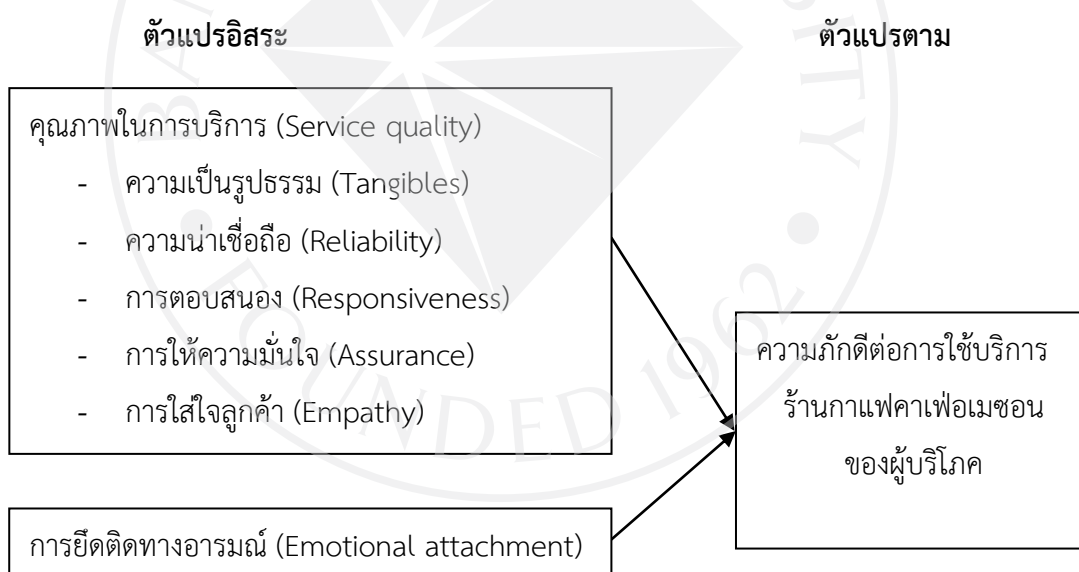 ตัวแปรอิสระ
ตัวแปรตาม
คุณภาพในการบริการ (Service quality)
- ความเป็นรูปธรรม (Tangibles)
- ความน่าเชื่อถือ (Reliability)
- การตอบสนอง (Responsiveness)
- การให้ความมั่นใจ (Assurance)
- การใส่ใจลูกค้า (Empathy)
การยึดติดทางอารมณ์ (Emotional attachment)
ความภักดีต่อการใช้บริการ
ร้านกาแฟคาเฟ่อเมซอน
ของผู้บริโภค
FOUNDED 1962